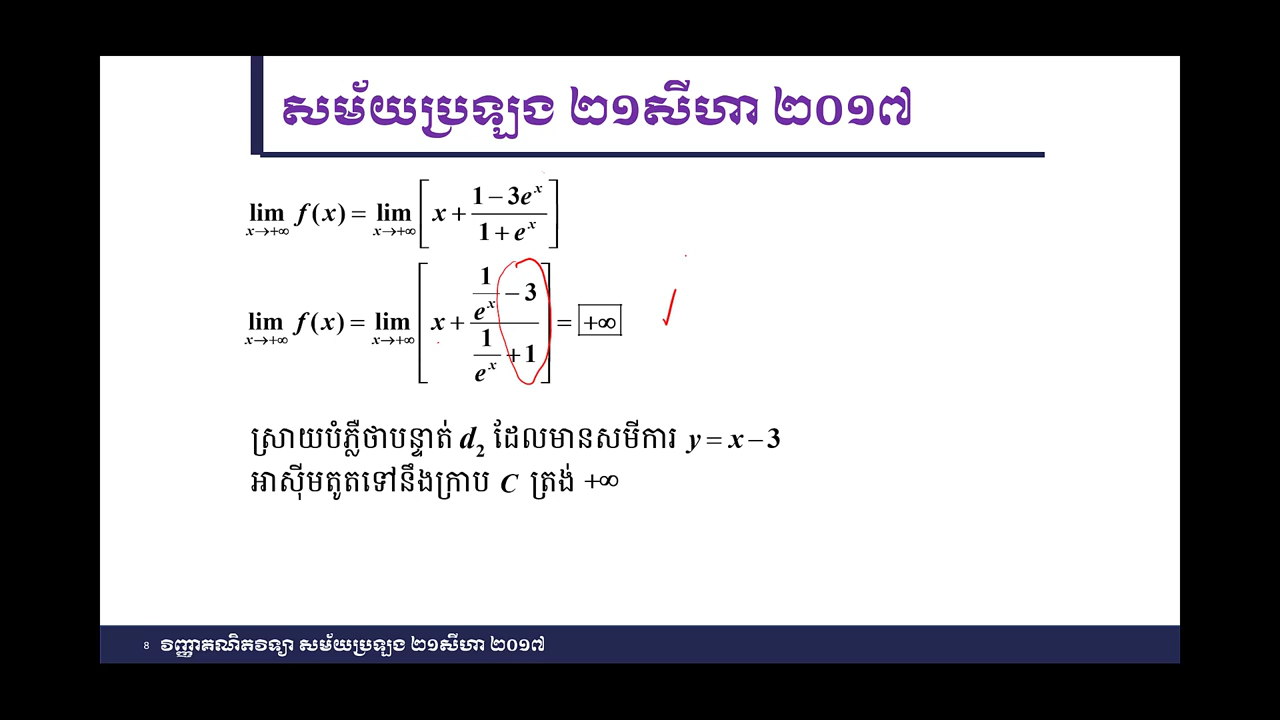 សម័យប្រឡង ២១សីហា ២០១៧
lim x→+∞ f(x) = lim x→+∞ [ x + (1 − 3e^x)/(1 + e^x) ]
lim x→+∞ f(x) = lim x→+∞ [ x + (1/e^x − 3)/(1/e^x + 1) ] = +∞
ស្រាយបំភ្លឺថាបន្ទាត់ d₂ ដែលមានសមីការ y = x − 3
អាស៊ីមតូតទៅនឹងក្រាប C ត្រង់ +∞
8 វិញ្ញាគណិតវិទ្យា សម័យប្រឡង ២១សីហា ២០១៧